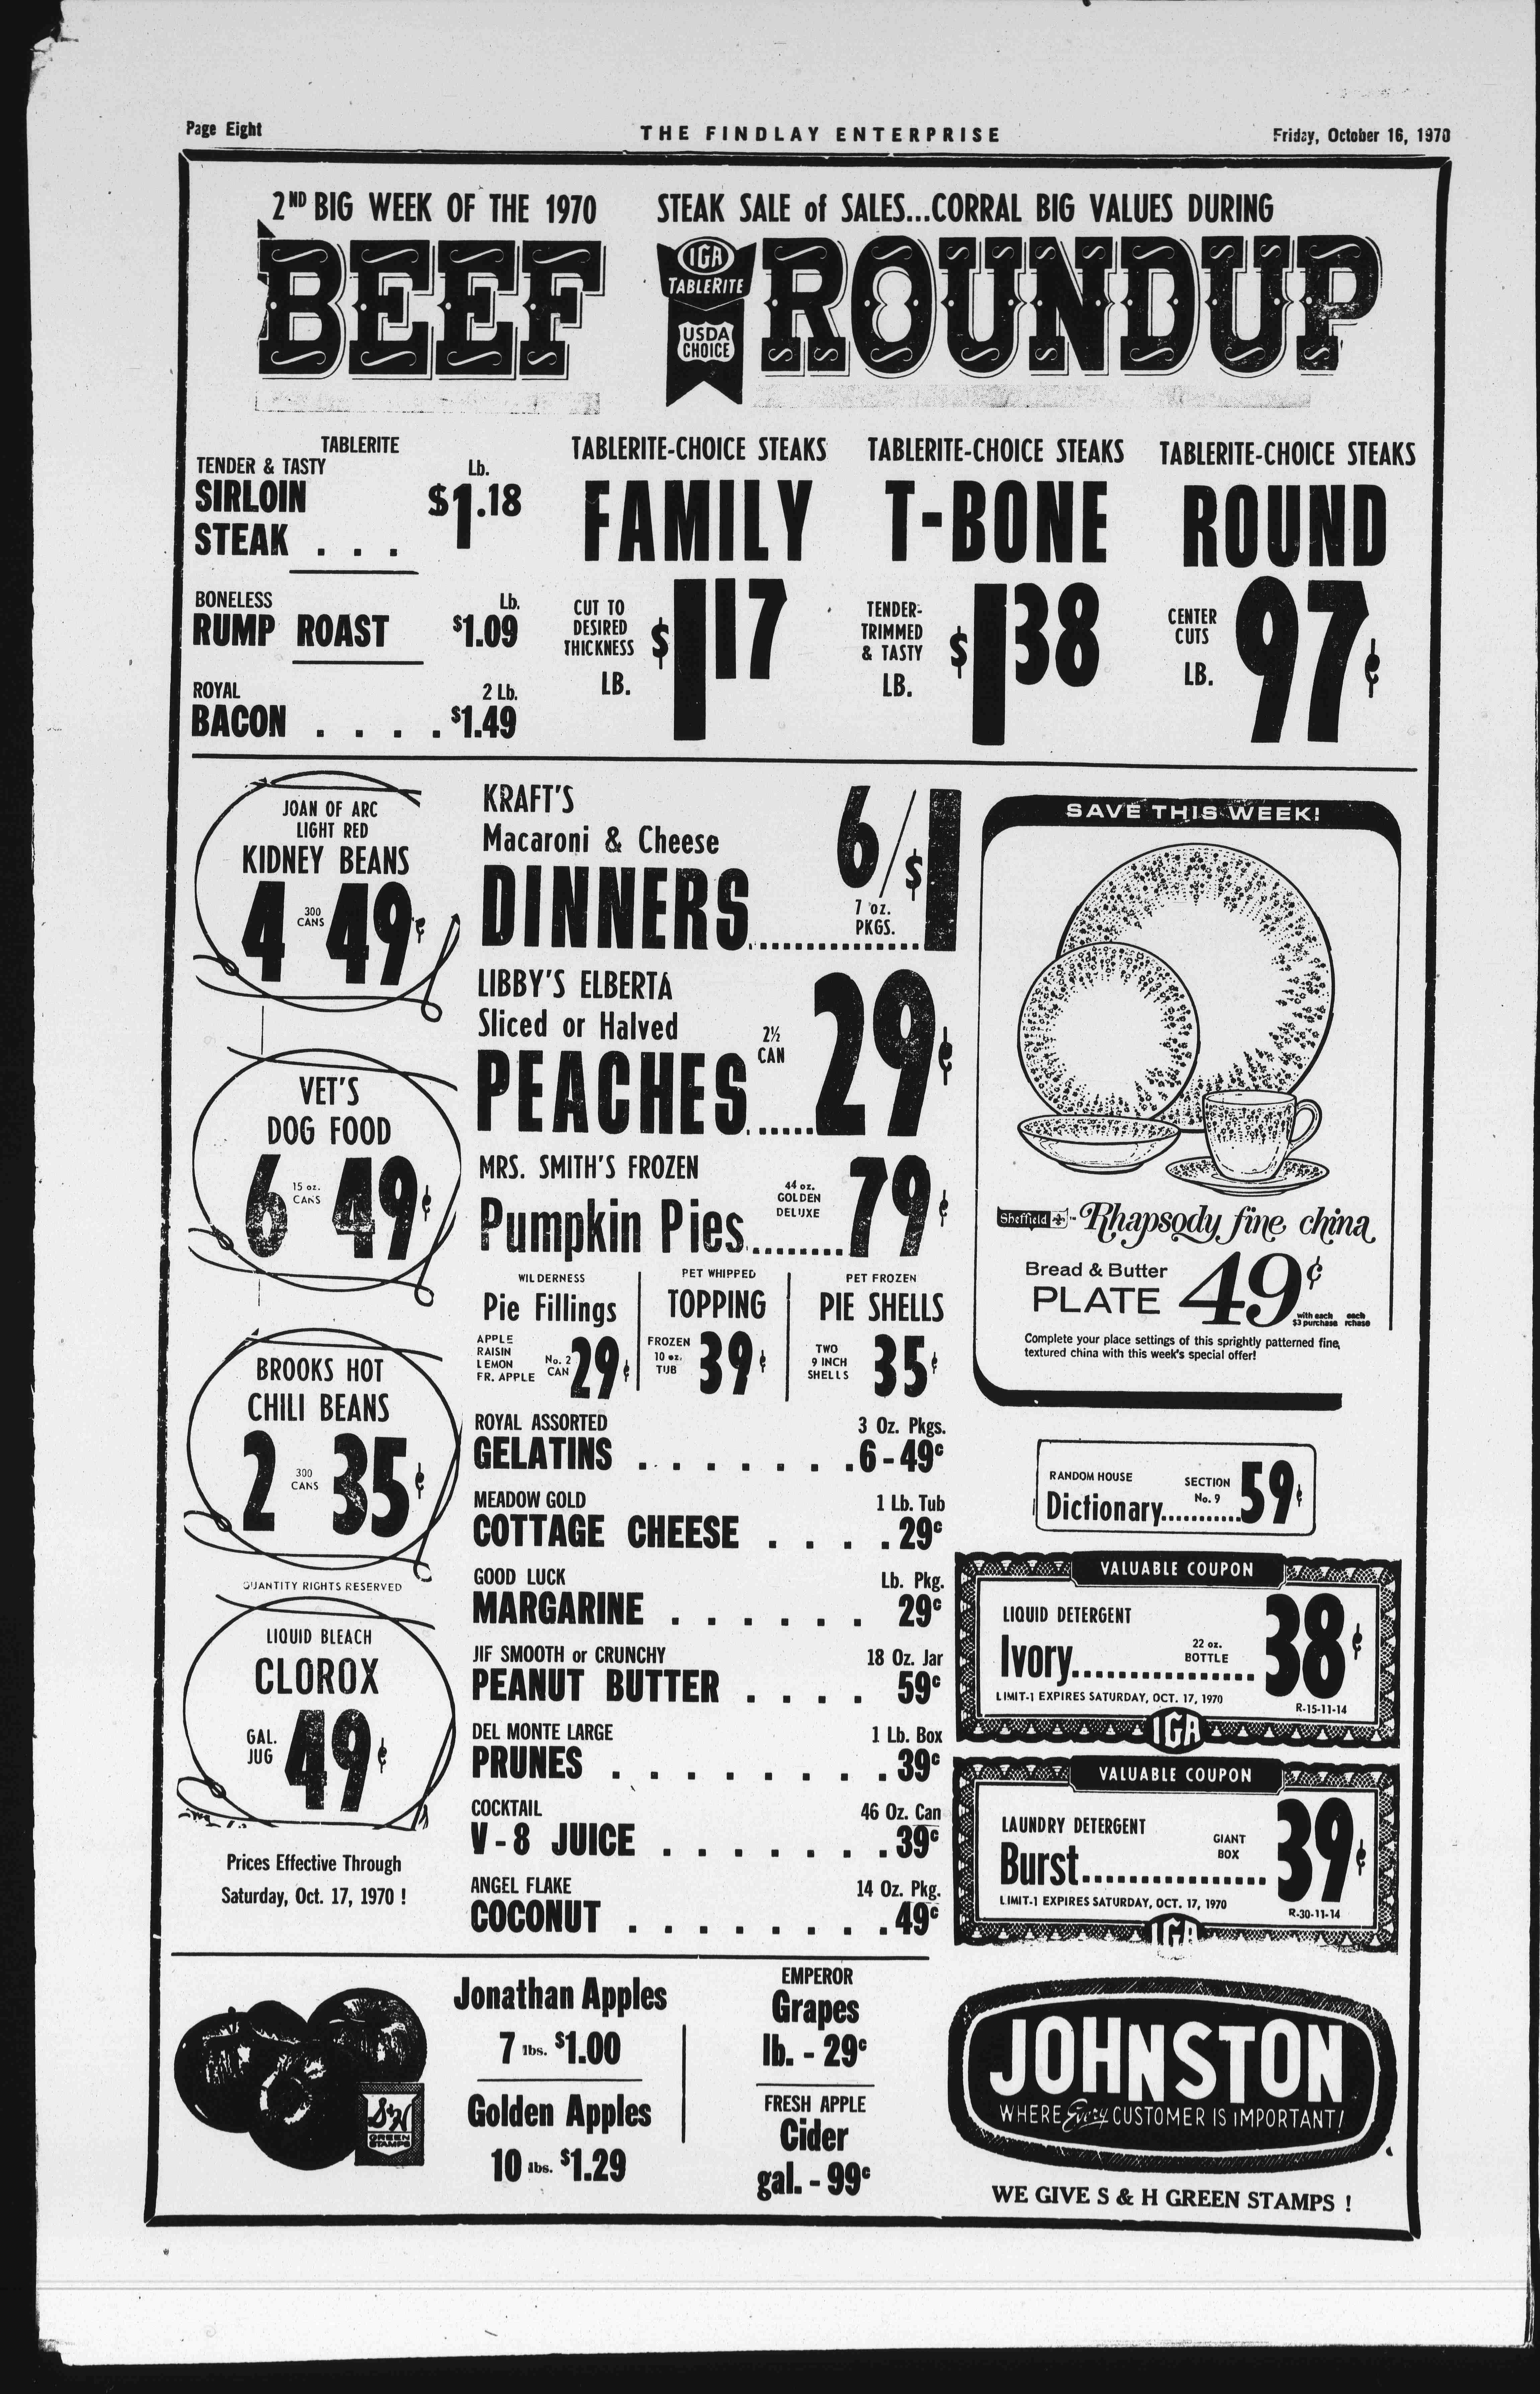 Page Eight
THE FINDLAY ENTERPRISE
Friday, October 16, 1970
2ND BIG WEEK OF THE 1970
STEAK SALE of SALES...CORRAL BIG VALUES DURING
BEEF
IGA
TABLERITE
USDA
CHOICE
ROUNDUP
TABLERITE
TENDER & TASTY
Lb.
SIRLOIN
STEAK . . .
$1.18
BONELESS
Lb.
RUMP ROAST
$1.09
ROYAL
2 Lb.
BACON . . . . $1.49
TABLERITE-CHOICE STEAKS
FAMILY
CUT TO
DESIRED
THICKNESS
LB.
$1 17
TABLERITE-CHOICE STEAKS
T-BONE
TENDER-
TRIMMED
& TASTY
LB.
$1 38
TABLERITE-CHOICE STEAKS
ROUND
CENTER
CUTS
LB.
97¢
JOAN OF ARC
LIGHT RED
KIDNEY BEANS
4 300 CANS 49¢
VET'S
DOG FOOD
6 15 oz. CANS 49¢
BROOKS HOT
CHILI BEANS
2 300 CANS 35¢
QUANTITY RIGHTS RESERVED
LIQUID BLEACH
CLOROX
GAL.
JUG
49¢
Prices Effective Through
Saturday, Oct. 17, 1970 !
KRAFT'S
Macaroni & Cheese
DINNERS
6/$1
7 oz.
PKGS.
LIBBY'S ELBERTA
Sliced or Halved
PEACHES
2½
CAN
29¢
MRS. SMITH'S FROZEN
Pumpkin Pies
44 oz.
GOLDEN
DELUXE
79¢
WILDERNESS
Pie Fillings
APPLE
RAISIN
LEMON
FR. APPLE
No. 2
CAN
29¢
PET WHIPPED
TOPPING
FROZEN
10 oz.
TUB
39¢
PET FROZEN
PIE SHELLS
TWO
9 INCH
SHELLS
35¢
ROYAL ASSORTED
3 Oz. Pkgs.
GELATINS . . . . . . . . 6-49¢
MEADOW GOLD
1 Lb. Tub
COTTAGE CHEESE . . . . 29¢
GOOD LUCK
Lb. Pkg.
MARGARINE . . . . . . 29¢
JIF SMOOTH or CRUNCHY
18 Oz. Jar
PEANUT BUTTER . . . . 59¢
DEL MONTE LARGE
1 Lb. Box
PRUNES . . . . . . . . 39¢
COCKTAIL
46 Oz. Can
V-8 JUICE . . . . . . . 39¢
ANGEL FLAKE
14 Oz. Pkg.
COCONUT . . . . . . . . 49¢
SAVE THIS WEEK!
Sheffield Rhapsody fine china
Bread & Butter
PLATE
49¢
with each each
$3 purchase rchase
Complete your place settings of this sprightly patterned fine,
textured china with this week's special offer!
RANDOM HOUSE
Dictionary
SECTION
No. 9
59¢
VALUABLE COUPON
LIQUID DETERGENT
Ivory
22 oz.
BOTTLE
38¢
LIMIT-1 EXPIRES SATURDAY, OCT. 17, 1970
R-15-11-14
IGA
VALUABLE COUPON
LAUNDRY DETERGENT
Burst
GIANT
BOX
39¢
LIMIT-1 EXPIRES SATURDAY, OCT. 17, 1970
R-30-11-14
IGA
S&H
GREEN
STAMPS
Jonathan Apples
7 lbs. $1.00
Golden Apples
10 lbs. $1.29
EMPEROR
Grapes
lb. - 29¢
FRESH APPLE
Cider
gal. - 99¢
JOHNSTON
WHERE Every CUSTOMER IS IMPORTANT!
WE GIVE S & H GREEN STAMPS !